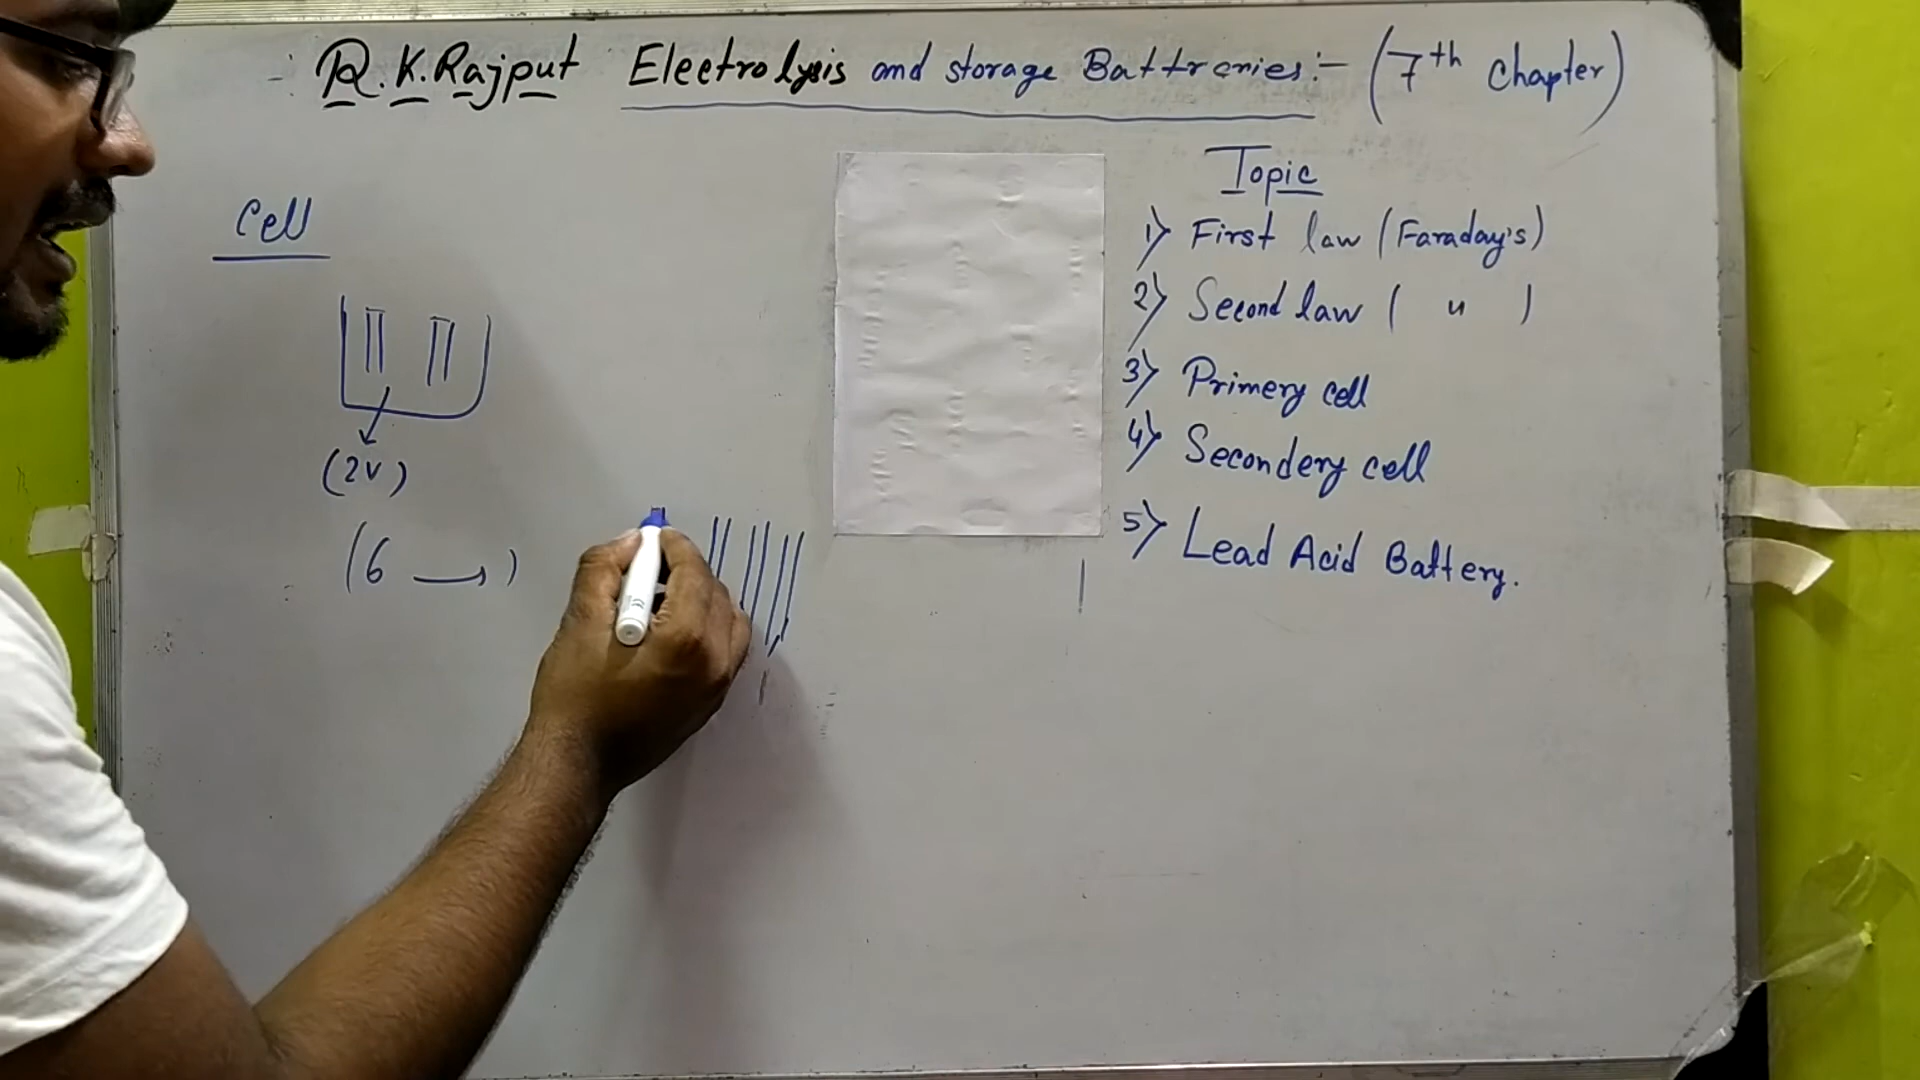 R.K.Rajput Electrolysis and storage Battreries:- (7th chapter)
Topic
1) First law (Faraday's)
2) Second law ( " )
3) Primery cell
4) Secondery cell
5) Lead Acid Battery.
Cell
(2V)
(6 )